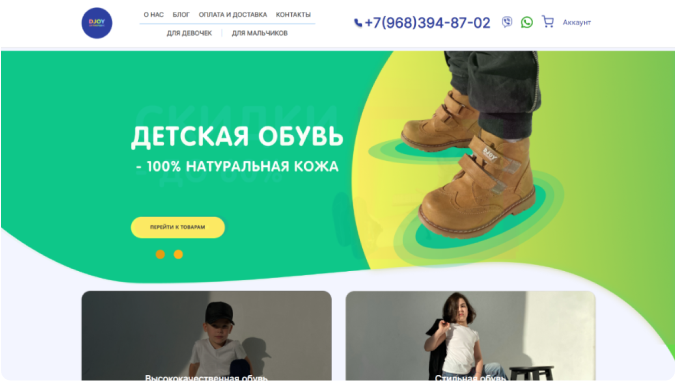 DJOY
О НАС БЛОГ ОПЛАТА И ДОСТАВКА КОНТАКТЫ
ДЛЯ ДЕВОЧЕК ДЛЯ МАЛЬЧИКОВ
+7(968)394-87-02
Аккаунт
СКИДКИ
ДЕТСКАЯ ОБУВЬ
- 100% НАТУРАЛЬНАЯ КОЖА
ПЕРЕЙТИ К ТОВАРАМ
Высококачественная обувь
Стильная обувь